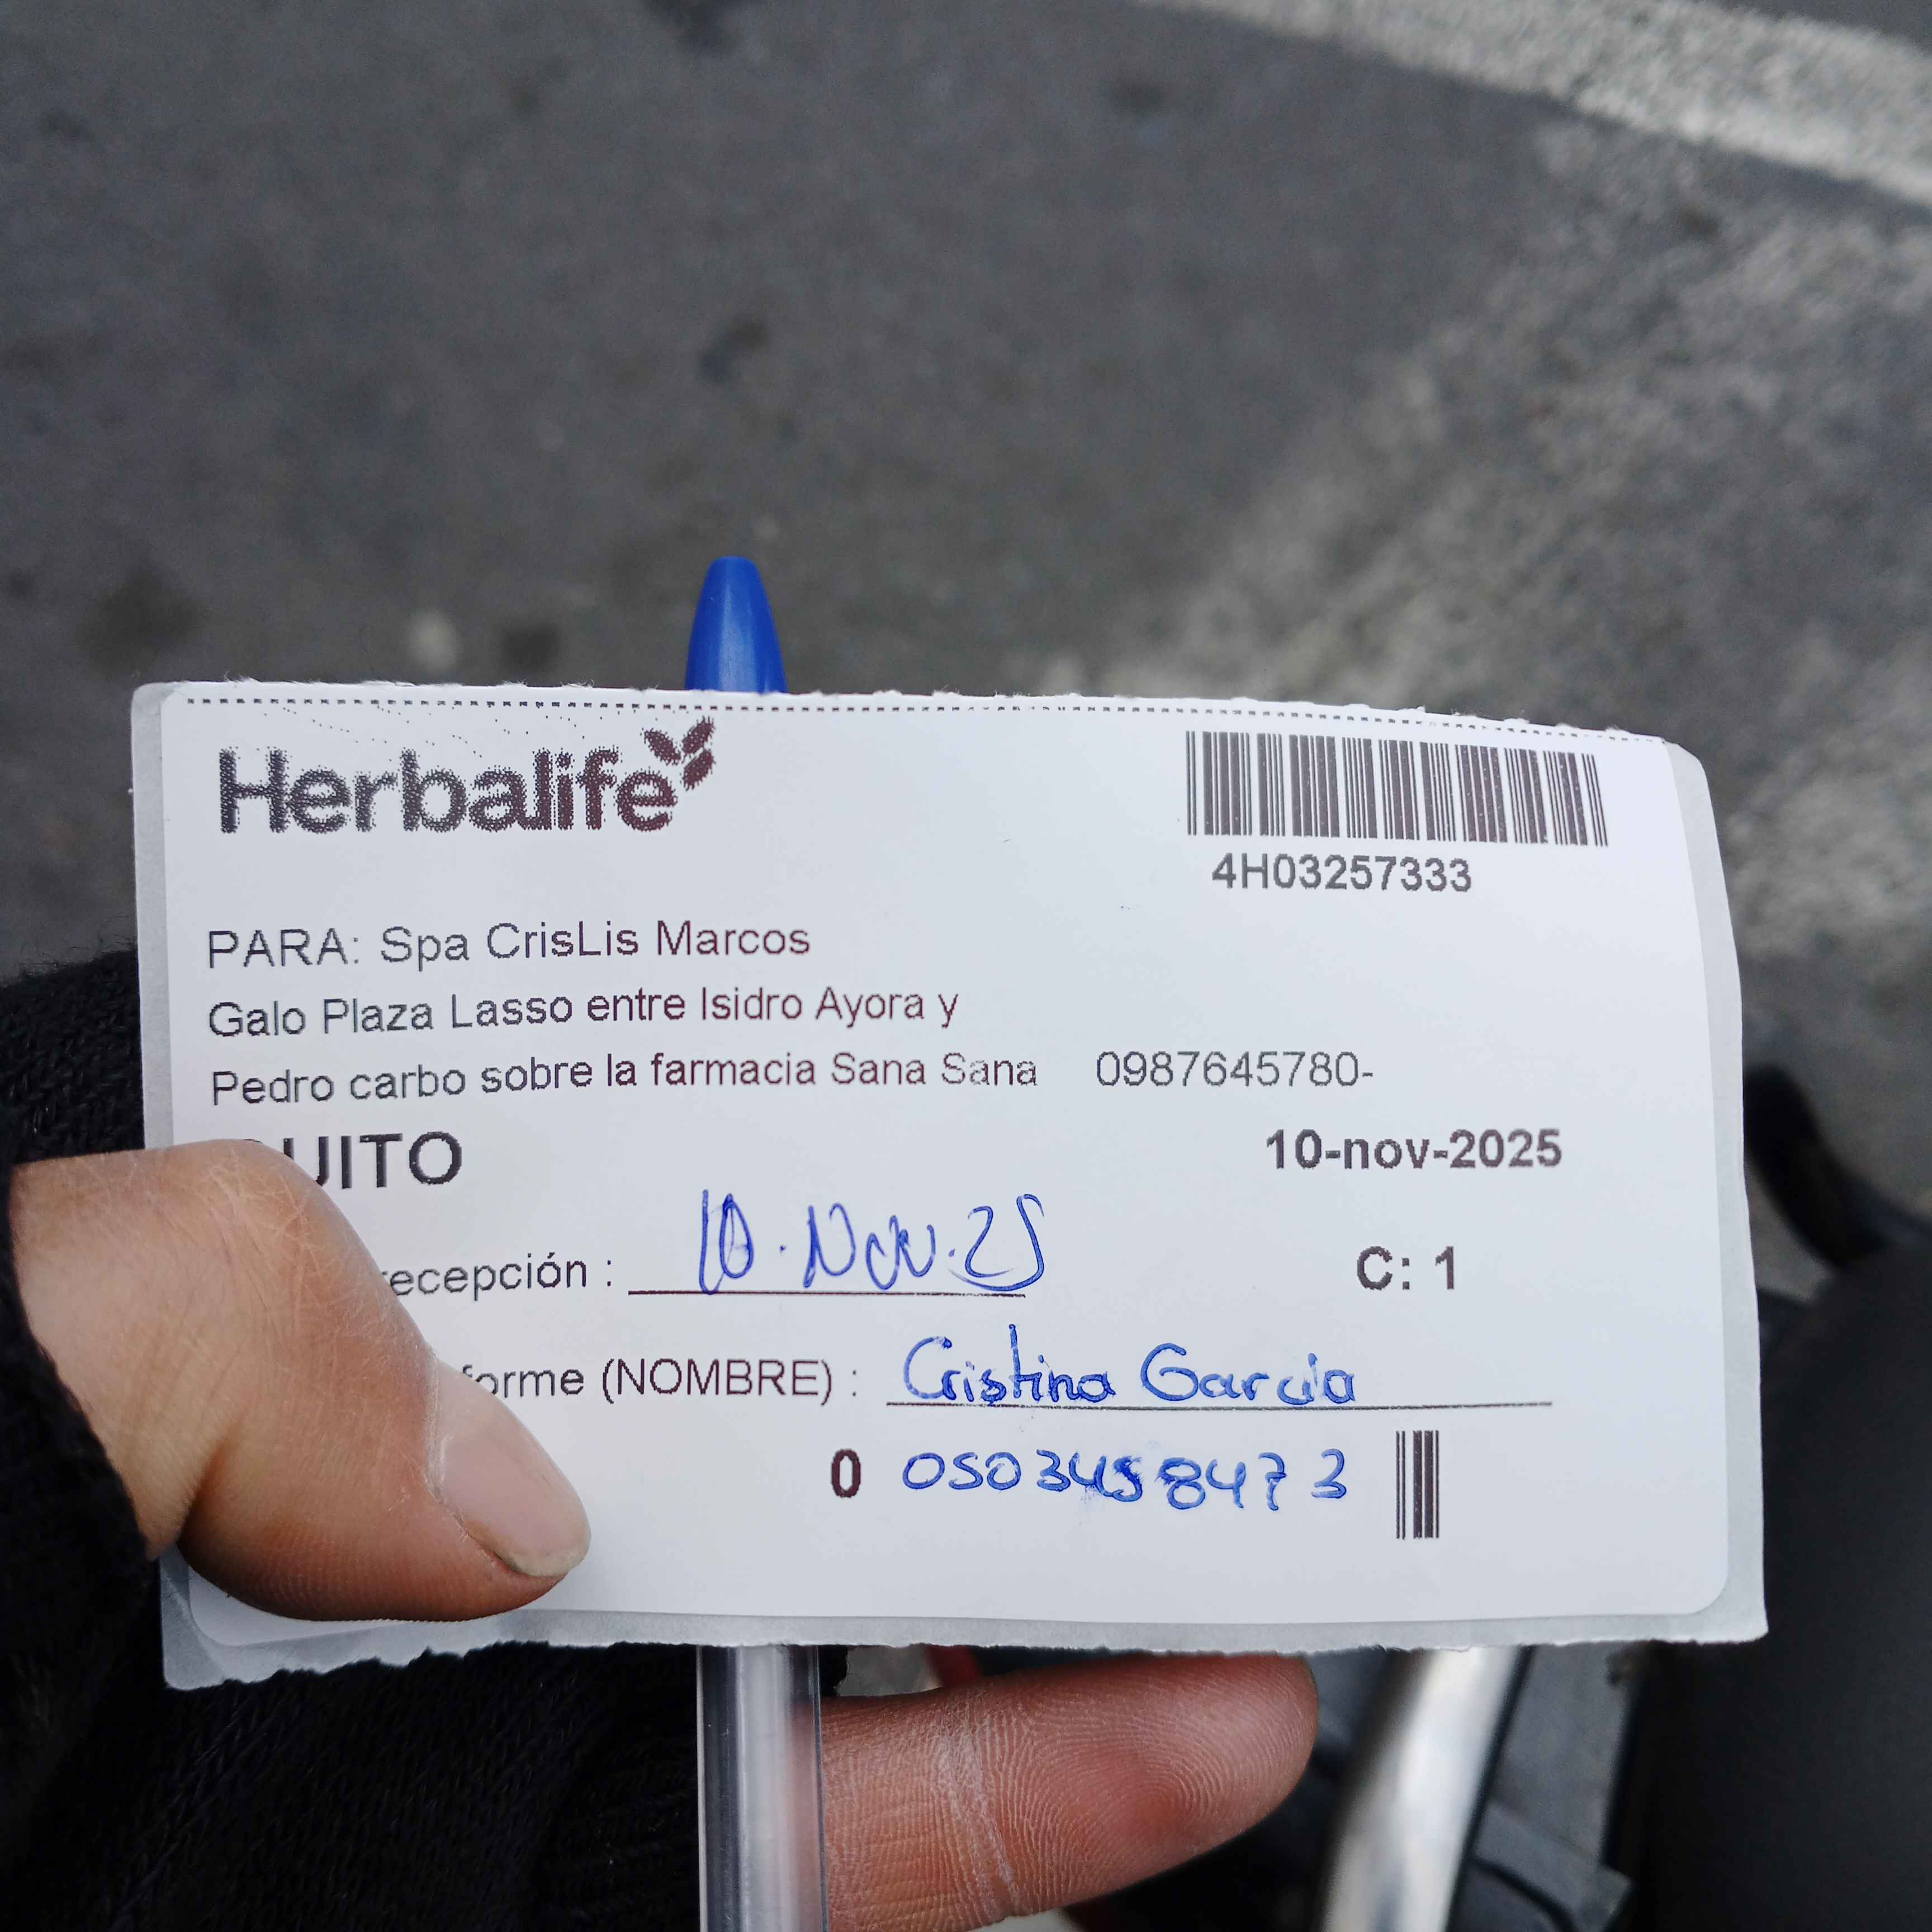 Herbalife
4H03257333
PARA: Spa CrisLis Marcos
Galo Plaza Lasso entre Isidro Ayora y
Pedro carbo sobre la farmacia Sana Sana 0987645780-
UITO 10-nov-2025
recepción : 10. Nov. 25
C: 1
forme (NOMBRE) : Cristina Garcia
0 0503458473